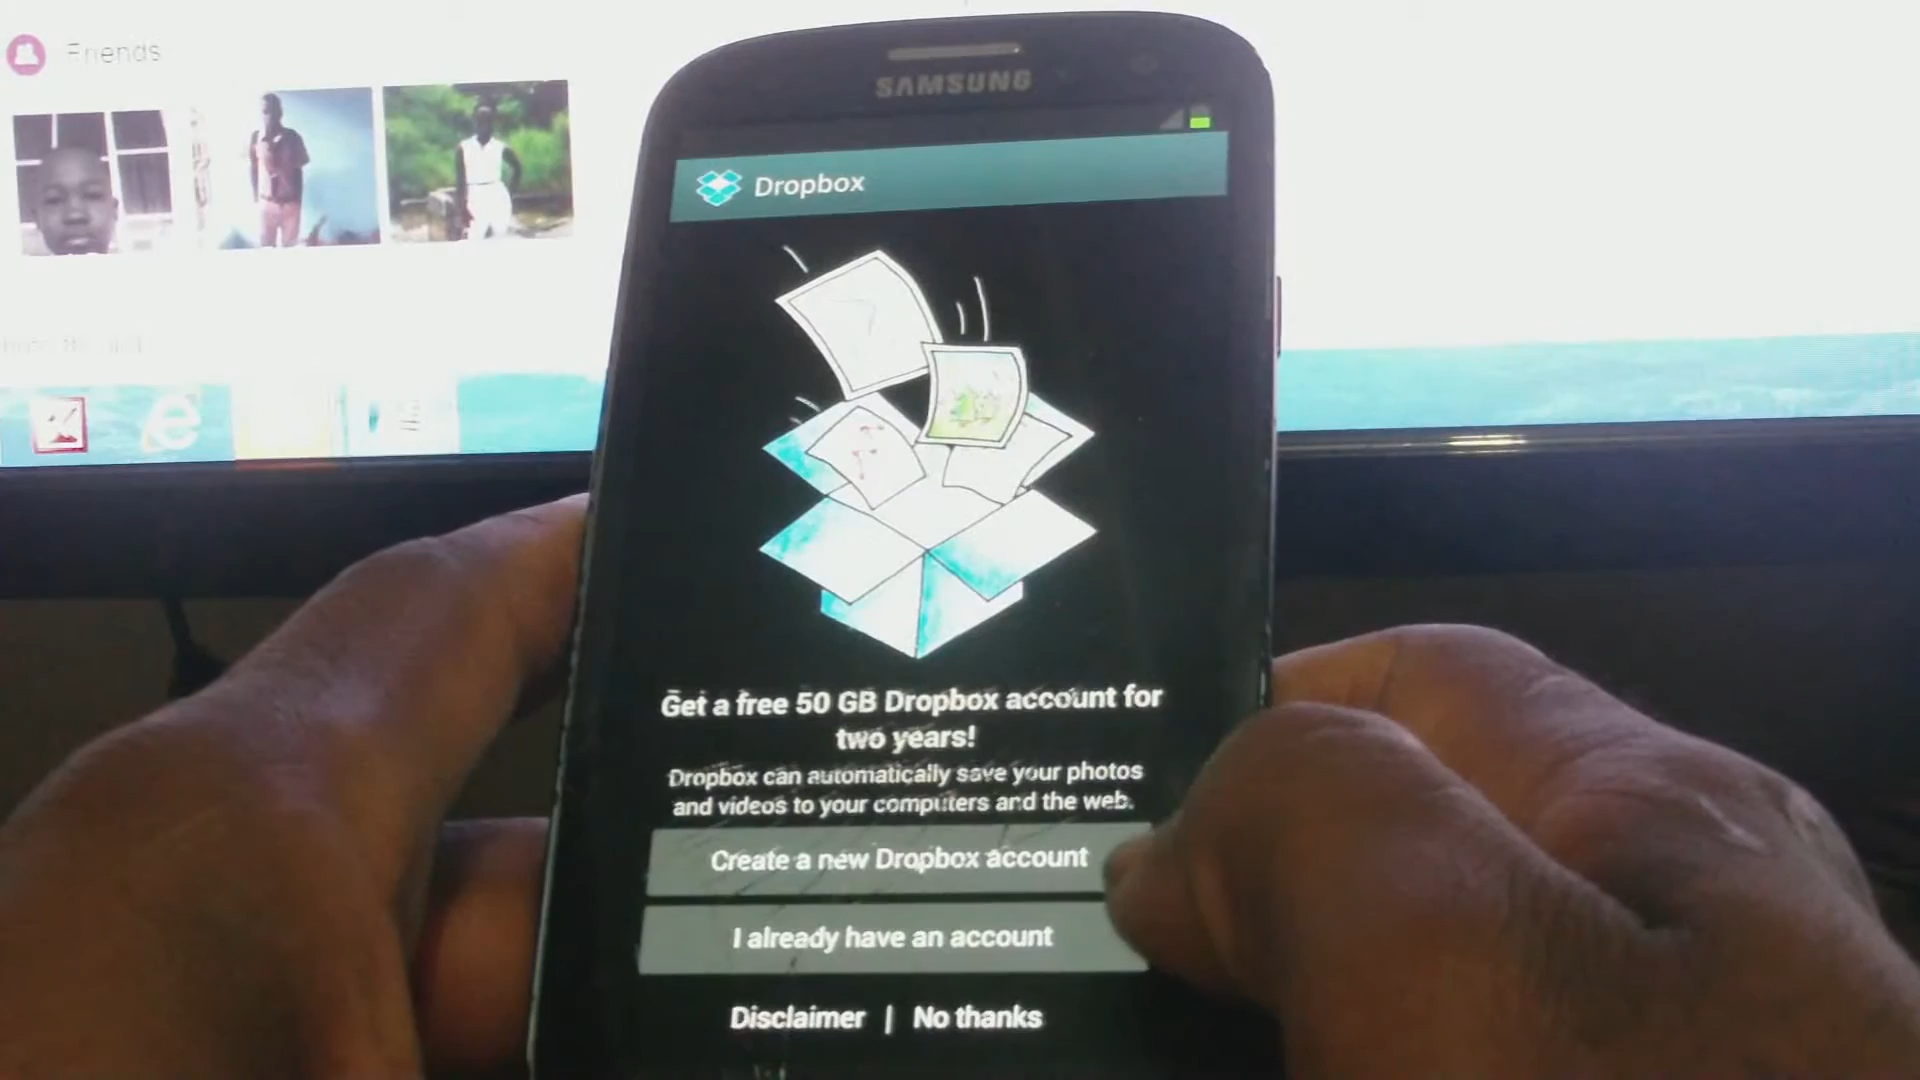 Friends
SAMSUNG
Dropbox
Get a free 50 GB Dropbox account for
two years!
Dropbox can automatically save your photos
and videos to your computers and the web.
Create a new Dropbox account
I already have an account
Disclaimer | No thanks